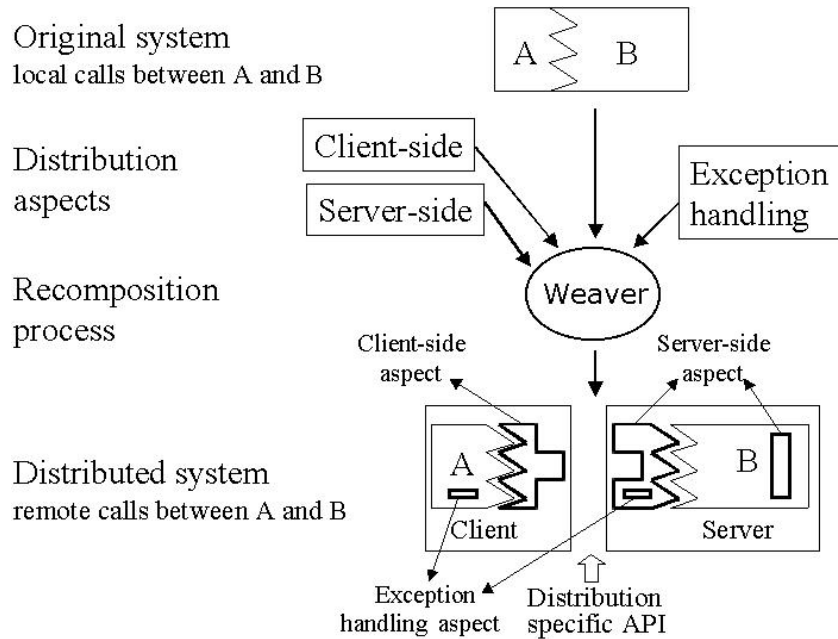 Original system
local calls between A and B
A
B
Distribution
aspects
Client-side
Server-side
Exception
handling
Recomposition
process
Weaver
Client-side
aspect
Server-side
aspect
Distributed system
remote calls between A and B
A
Client
B
Server
Exception
handling aspect
Distribution
specific API